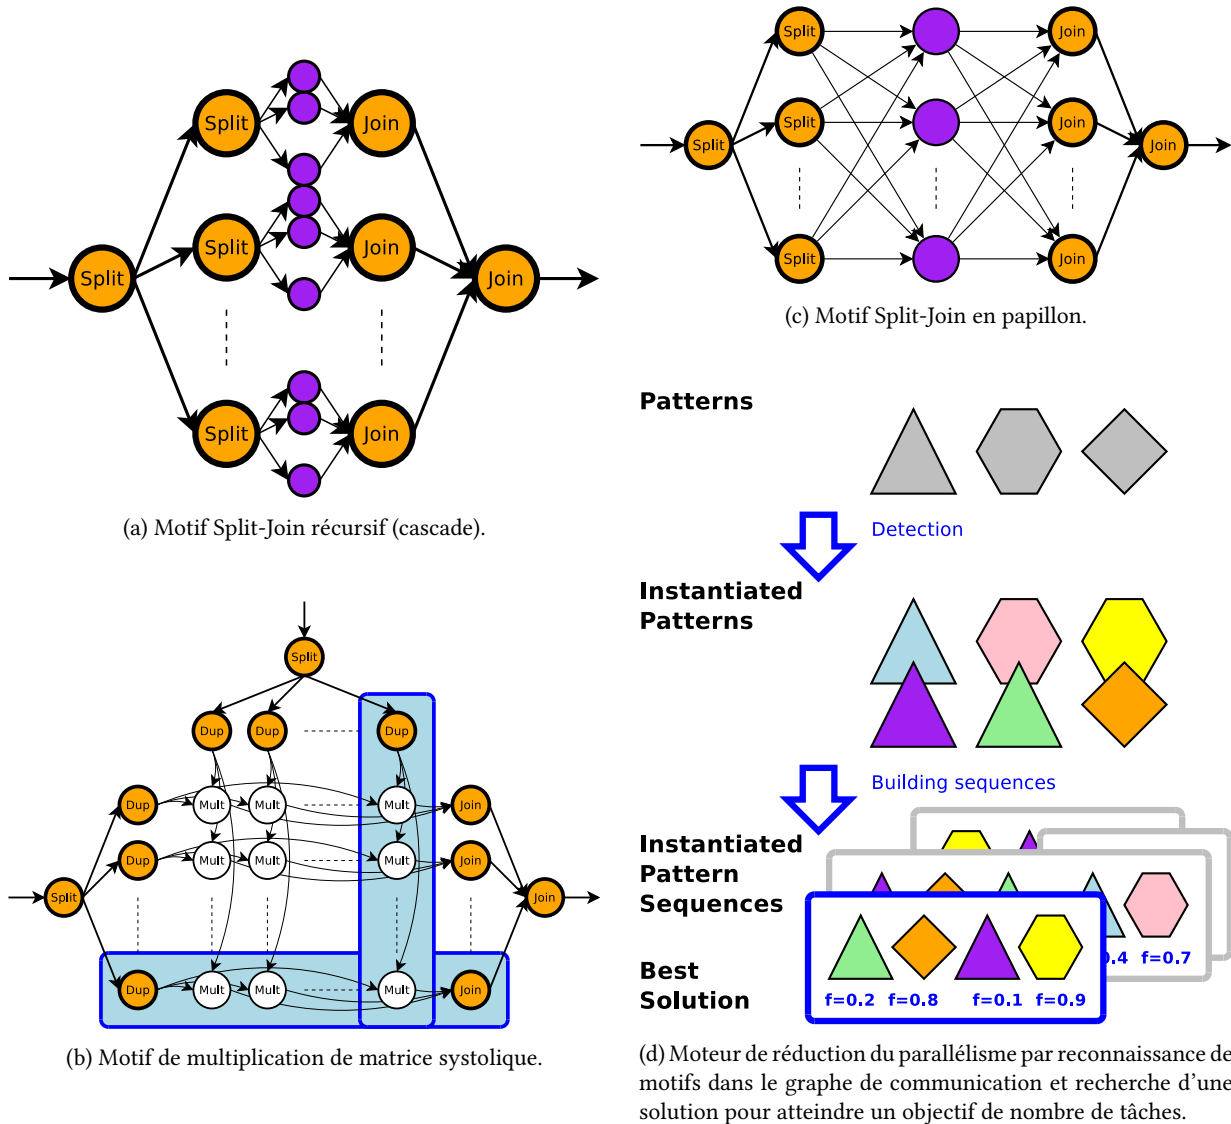 Split
Join
Split
Join
Split
Join
Split
Join
(a) Motif Split-Join récursif (cascade).
Split
Dup
Dup
Dup
Dup
Mult
Mult
Mult
Join
Dup
Mult
Mult
Mult
Join
Split
Join
Dup
Mult
Mult
Mult
Join
(b) Motif de multiplication de matrice systolique.
Split
Join
Split
Join
Split
Join
Split
Join
(c) Motif Split-Join en papillon.
Patterns
Detection
Instantiated
Patterns
Building sequences
Instantiated
Pattern
Sequences
Best
Solution
f=0.2 f=0.8 f=0.1 f=0.9
f=0.7
(d) Moteur de réduction du parallélisme par reconnaissance de
motifs dans le graphe de communication et recherche d'une
solution pour atteindre un objectif de nombre de tâches.